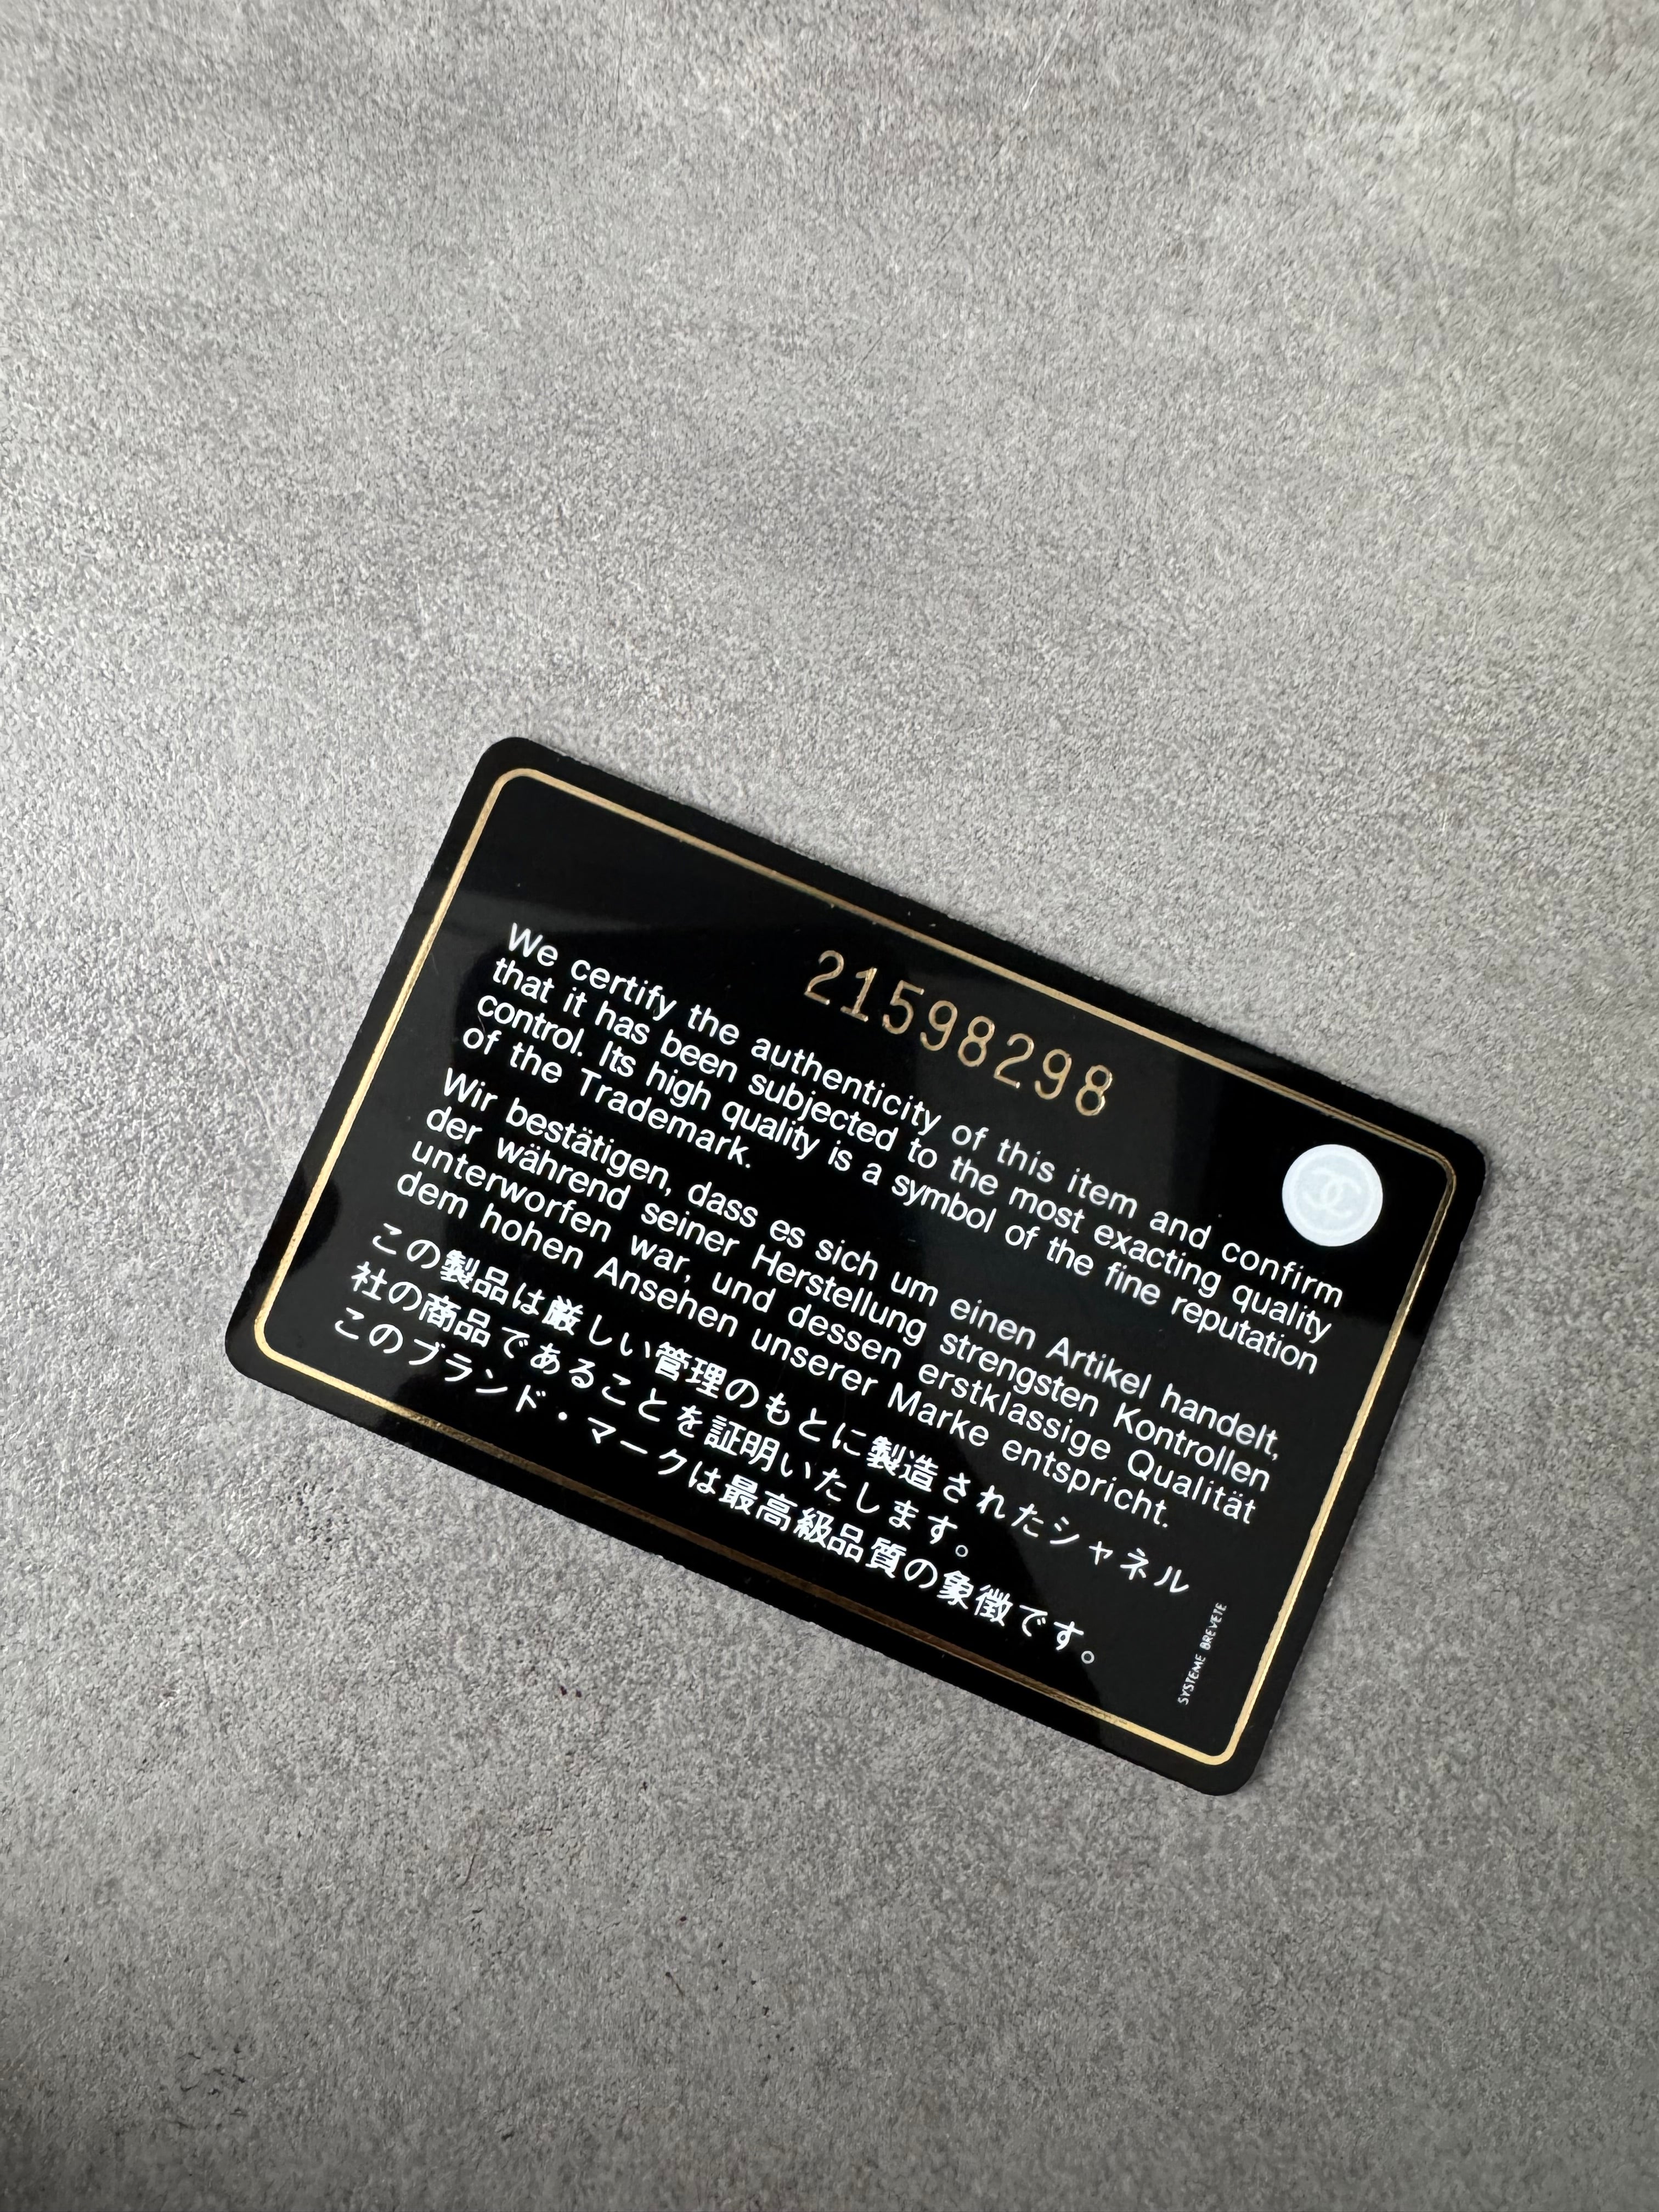 21598298
We certify the authenticity of this item and confirm
that it has been subjected to the most exacting quality
control. Its high quality is a symbol of the fine reputation
of the Trademark.
Wir bestätigen, dass es sich um einen Artikel handelt,
der während seiner Herstellung strengsten Kontrollen
unterworfen war, und dessen erstklassige Qualität
dem hohen Ansehen unserer Marke entspricht.
この製品は厳しい管理のもとに製造されたシャネル
社の商品であることを証明いたします。
このブランド・マークは最高級品質の象徴です。
SYSTEME BREVETE